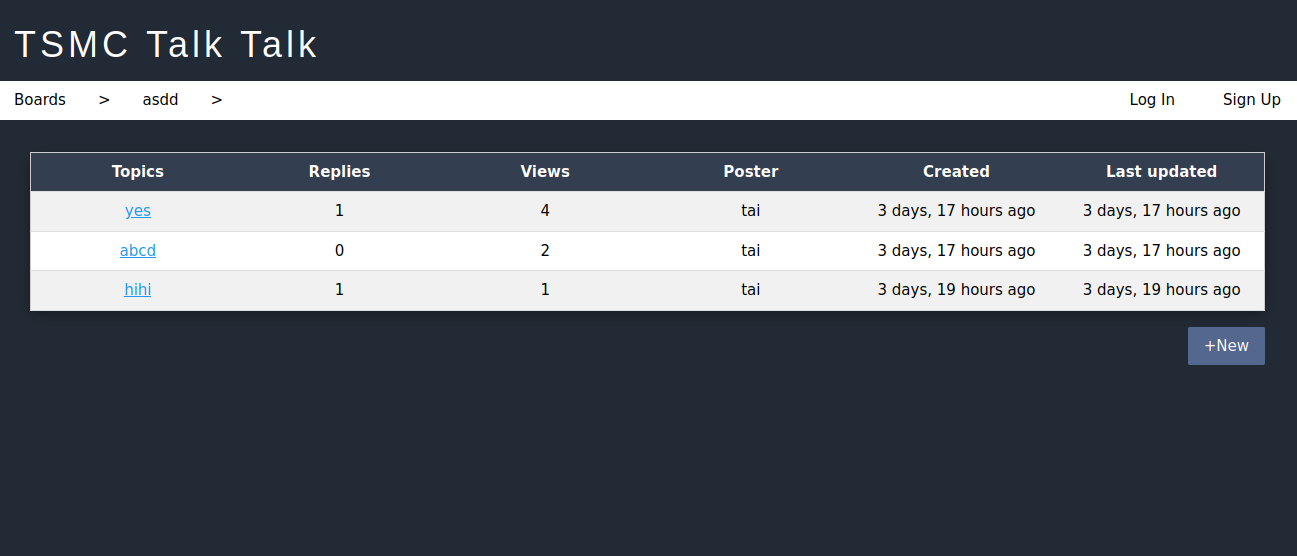 TSMC Talk Talk
Boards > asdd > Log In Sign Up
Topics Replies Views Poster Created Last updated
yes 1 4 tai 3 days, 17 hours ago 3 days, 17 hours ago
abcd 0 2 tai 3 days, 17 hours ago 3 days, 17 hours ago
hihi 1 1 tai 3 days, 19 hours ago 3 days, 19 hours ago
+New